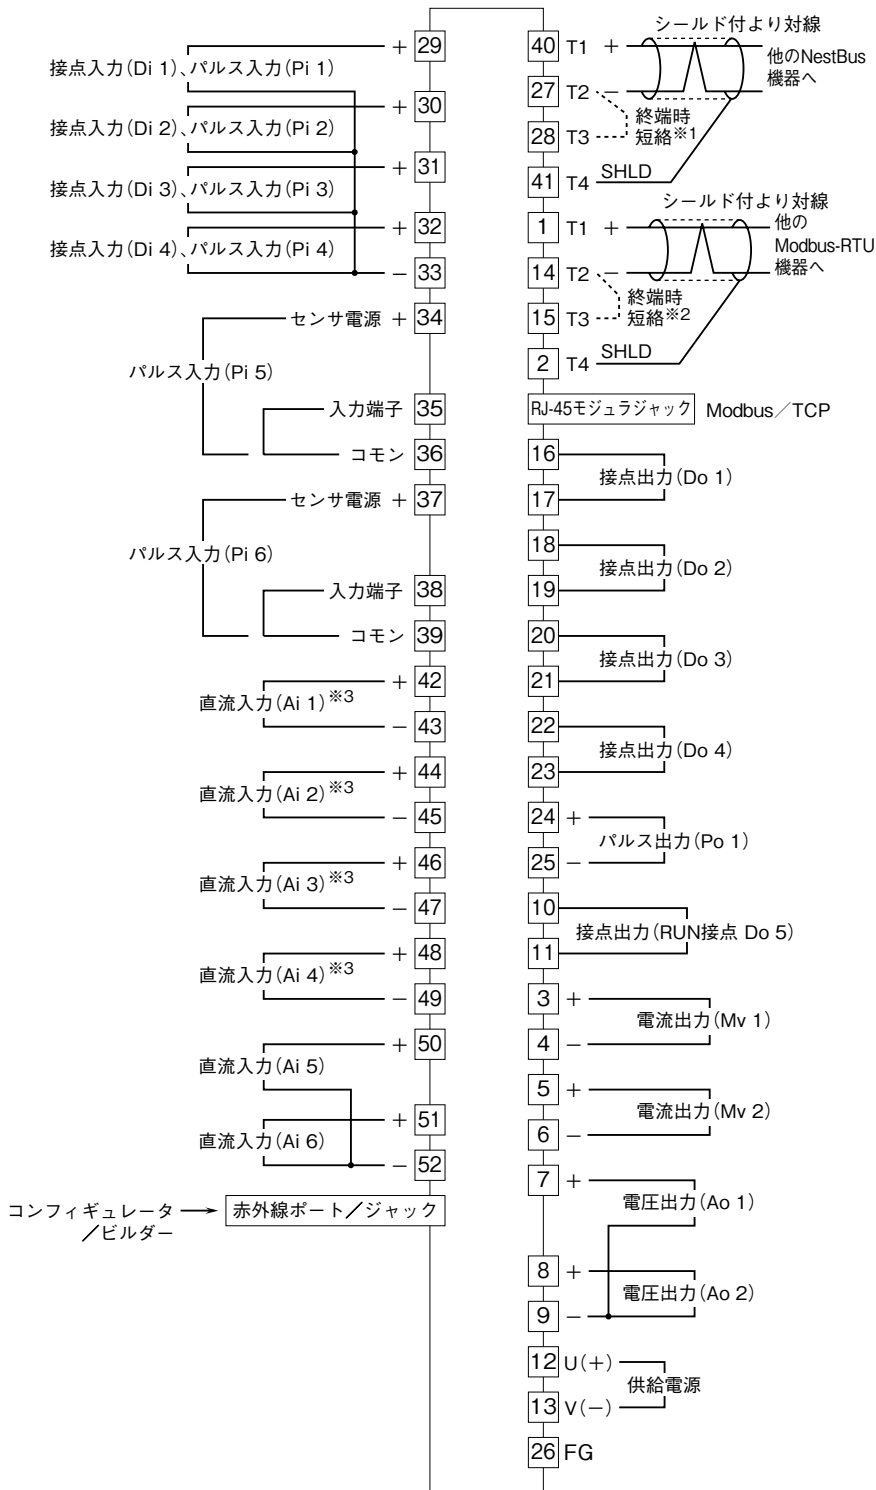 接点入力(Di 1)、パルス入力(Pi 1)
+ 29
+ 30
接点入力(Di 2)、パルス入力(Pi 2)
+ 31
接点入力(Di 3)、パルス入力(Pi 3)
+ 32
接点入力(Di 4)、パルス入力(Pi 4)
− 33
センサ電源 + 34
パルス入力(Pi 5)
入力端子 35
コモン 36
センサ電源 + 37
パルス入力(Pi 6)
入力端子 38
コモン 39
+ 42
直流入力(Ai 1)※3
− 43
+ 44
直流入力(Ai 2)※3
− 45
+ 46
直流入力(Ai 3)※3
− 47
+ 48
直流入力(Ai 4)※3
− 49
+ 50
直流入力(Ai 5)
+ 51
直流入力(Ai 6)
− 52
コンフィギュレータ
／ビルダー
赤外線ポート／ジャック
シールド付より対線
40 T1 +
他のNestBus
機器へ
27 T2 −
終端時
短絡※1
28 T3
41 T4 SHLD
シールド付より対線
1 T1 +
他の
Modbus-RTU
機器へ
14 T2 −
終端時
短絡※2
15 T3
2 T4 SHLD
RJ-45モジュラジャック Modbus／TCP
16
接点出力(Do 1)
17
18
接点出力(Do 2)
19
20
接点出力(Do 3)
21
22
接点出力(Do 4)
23
24 +
パルス出力(Po 1)
25 −
10
接点出力(RUN接点 Do 5)
11
3 +
電流出力(Mv 1)
4 −
5 +
電流出力(Mv 2)
6 −
7 +
電圧出力(Ao 1)
8 +
電圧出力(Ao 2)
9 −
12 U(+)
供給電源
13 V(−)
26 FG